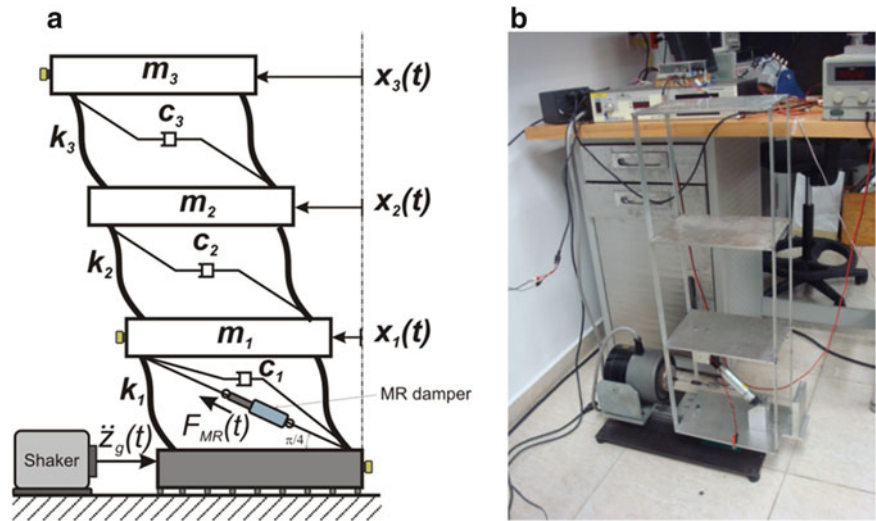 a
b
m3
x3(t)
c3
k3
m2
x2(t)
c2
k2
m1
x1(t)
c1
k1
MR damper
FMR(t)
π/4
z̈g(t)
Shaker